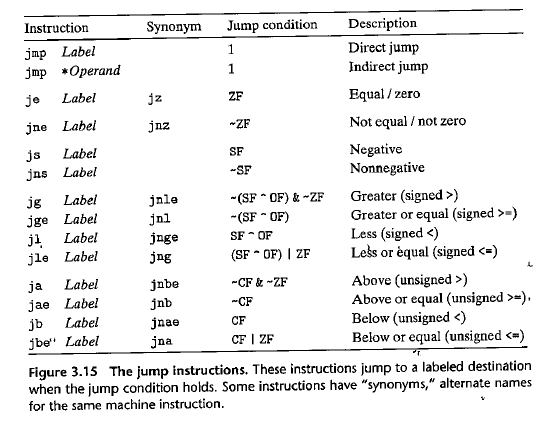 Instruction Synonym Jump condition Description
jmp Label 1 Direct jump
jmp *Operand 1 Indirect jump
je Label jz ZF Equal / zero
jne Label jnz ~ZF Not equal / not zero
js Label SF Negative
jns Label ~SF Nonnegative
jg Label jnle ~(SF ^ OF) & ~ZF Greater (signed >)
jge Label jnl ~(SF ^ OF) Greater or equal (signed >=)
jl Label jnge SF ^ OF Less (signed <)
jle Label jng (SF ^ OF) | ZF Less or equal (signed <=)
ja Label jnbe ~CF & ~ZF Above (unsigned >)
jae Label jnb ~CF Above or equal (unsigned >=)
jb Label jnae CF Below (unsigned <)
jbe Label jna CF | ZF Below or equal (unsigned <=)
Figure 3.15 The jump instructions. These instructions jump to a labeled destination
when the jump condition holds. Some instructions have "synonyms," alternate names
for the same machine instruction.